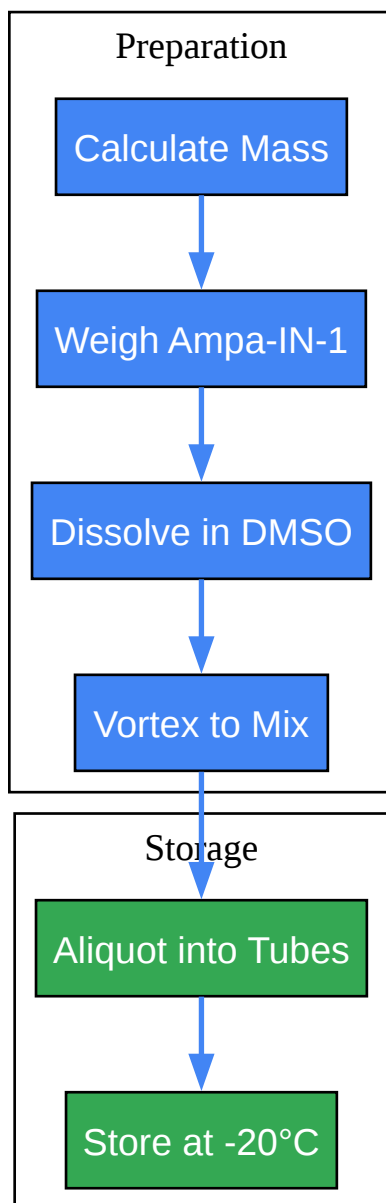 Preparation
Calculate Mass
Weigh Ampa-IN-1
Dissolve in DMSO
Vortex to Mix
Storage
Aliquot into Tubes
Store at -20°C